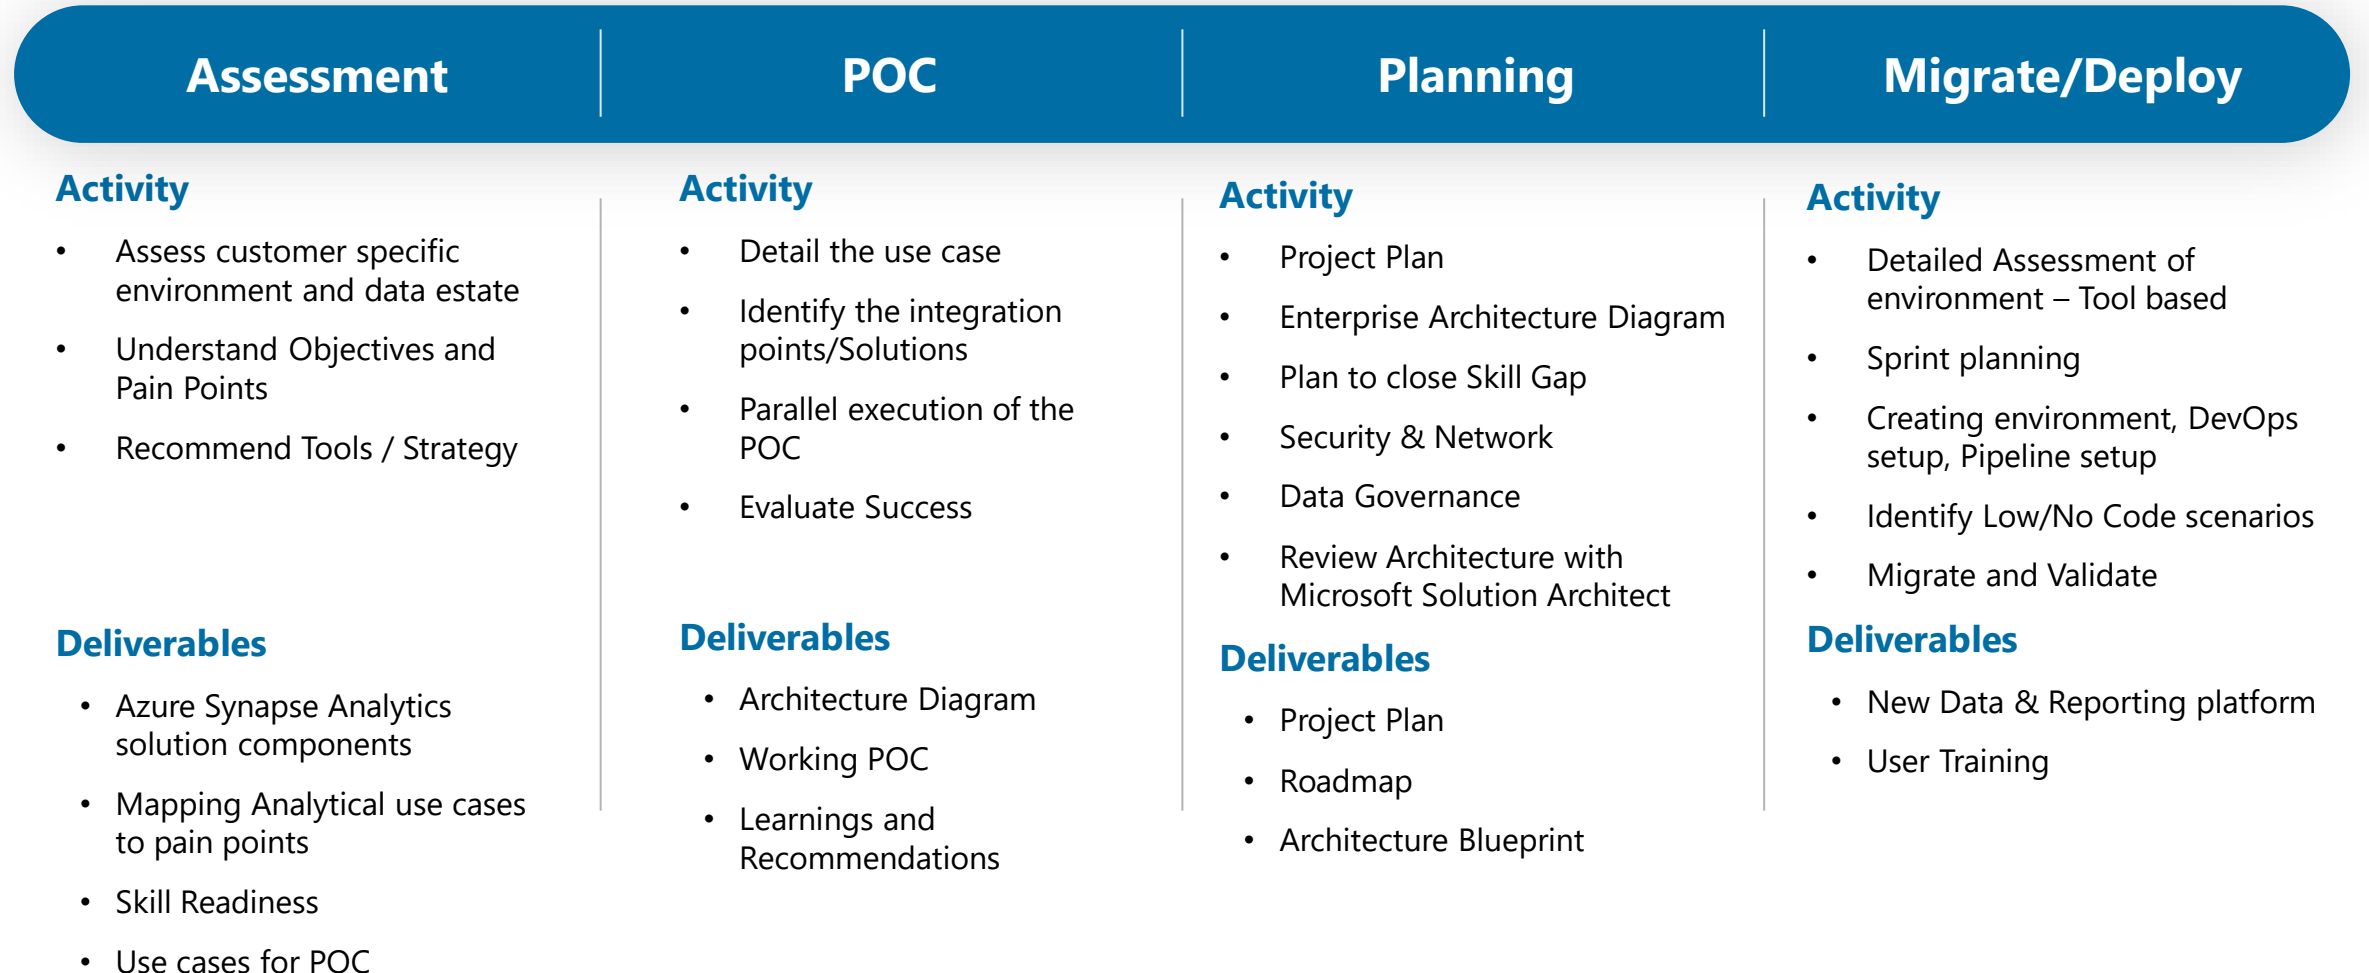 Assessment
POC
Planning
Migrate/Deploy
Activity
• Assess customer specific
environment and data estate
• Understand Objectives and
Pain Points
• Recommend Tools / Strategy
Deliverables
• Azure Synapse Analytics
solution components
• Mapping Analytical use cases
to pain points
• Skill Readiness
• Use cases for POC
Activity
• Detail the use case
• Identify the integration
points/Solutions
• Parallel execution of the
POC
• Evaluate Success
Deliverables
• Architecture Diagram
• Working POC
• Learnings and
Recommendations
Activity
• Project Plan
• Enterprise Architecture Diagram
• Plan to close Skill Gap
• Security & Network
• Data Governance
• Review Architecture with
Microsoft Solution Architect
Deliverables
• Project Plan
• Roadmap
• Architecture Blueprint
Activity
• Detailed Assessment of
environment – Tool based
• Sprint planning
• Creating environment, DevOps
setup, Pipeline setup
• Identify Low/No Code scenarios
• Migrate and Validate
Deliverables
• New Data & Reporting platform
• User Training